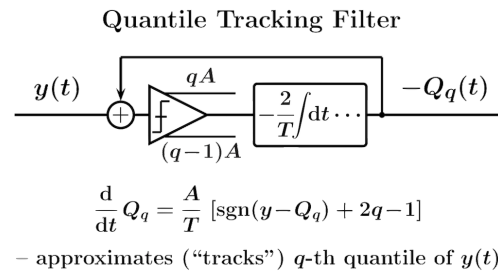 Quantile Tracking Filter
y(t)
qA
−Q_q(t)
+
−2/T ∫dt ···
(q−1)A
d/dt Q_q = A/T [sgn(y−Q_q) + 2q−1]
– approximates (“tracks”) q-th quantile of y(t)